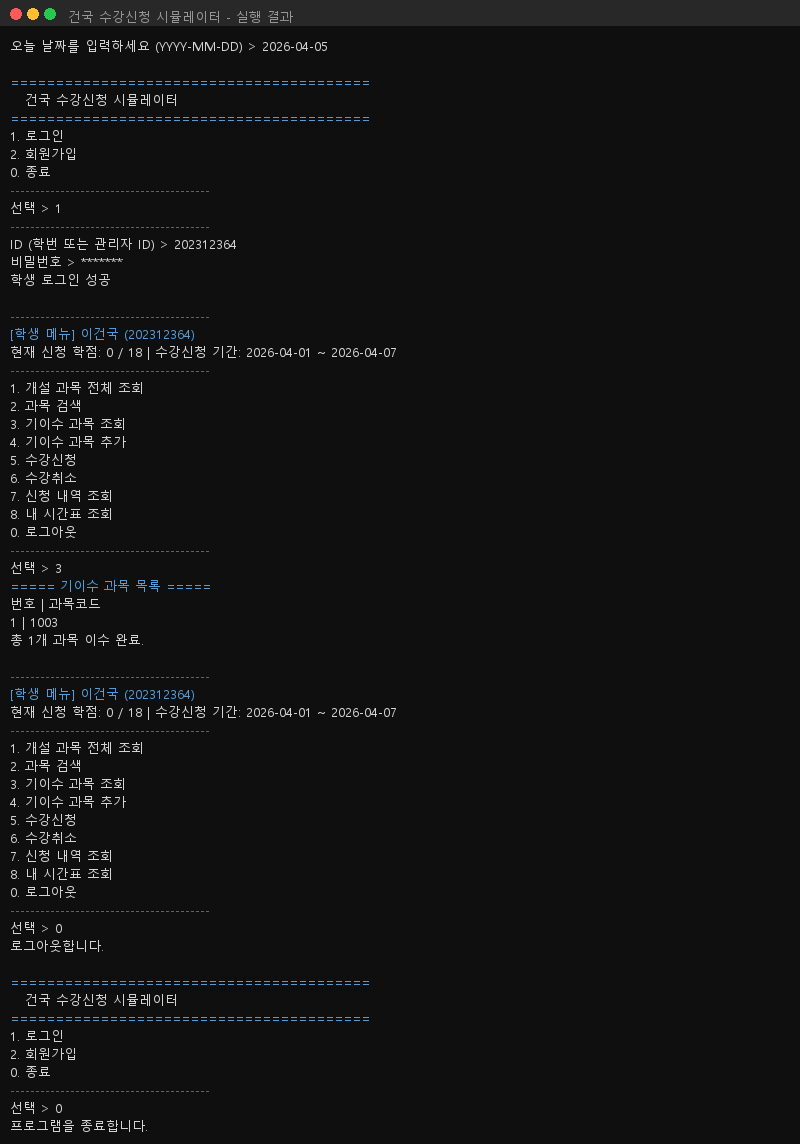 건국 수강신청 시뮬레이터 - 실행 결과
오늘 날짜를 입력하세요 (YYYY-MM-DD) > 2026-04-05
========================================
건국 수강신청 시뮬레이터
========================================
1. 로그인
2. 회원가입
0. 종료
----------------------------------------
선택 > 1
----------------------------------------
ID (학번 또는 관리자 ID) > 202312364
비밀번호 > *******
학생 로그인 성공
----------------------------------------
[학생 메뉴] 이건국 (202312364)
현재 신청 학점: 0 / 18 | 수강신청 기간: 2026-04-01 ~ 2026-04-07
----------------------------------------
1. 개설 과목 전체 조회
2. 과목 검색
3. 기이수 과목 조회
4. 기이수 과목 추가
5. 수강신청
6. 수강취소
7. 신청 내역 조회
8. 내 시간표 조회
0. 로그아웃
----------------------------------------
선택 > 3
===== 기이수 과목 목록 =====
번호 | 과목코드
1 | 1003
총 1개 과목 이수 완료.
----------------------------------------
[학생 메뉴] 이건국 (202312364)
현재 신청 학점: 0 / 18 | 수강신청 기간: 2026-04-01 ~ 2026-04-07
----------------------------------------
1. 개설 과목 전체 조회
2. 과목 검색
3. 기이수 과목 조회
4. 기이수 과목 추가
5. 수강신청
6. 수강취소
7. 신청 내역 조회
8. 내 시간표 조회
0. 로그아웃
----------------------------------------
선택 > 0
로그아웃합니다.
========================================
건국 수강신청 시뮬레이터
========================================
1. 로그인
2. 회원가입
0. 종료
----------------------------------------
선택 > 0
프로그램을 종료합니다.